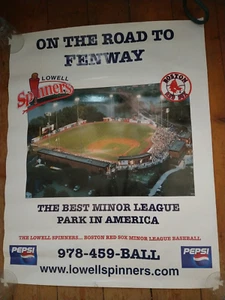 ON THE ROAD TO
FENWAY
LOWELL
Spinners
BOSTON
RED SOX
THE BEST MINOR LEAGUE
PARK IN AMERICA
THE LOWELL SPINNERS... BOSTON RED SOX MINOR LEAGUE BASEBALL
PEPSI
978-459-BALL
PEPSI
www.lowellspinners.com